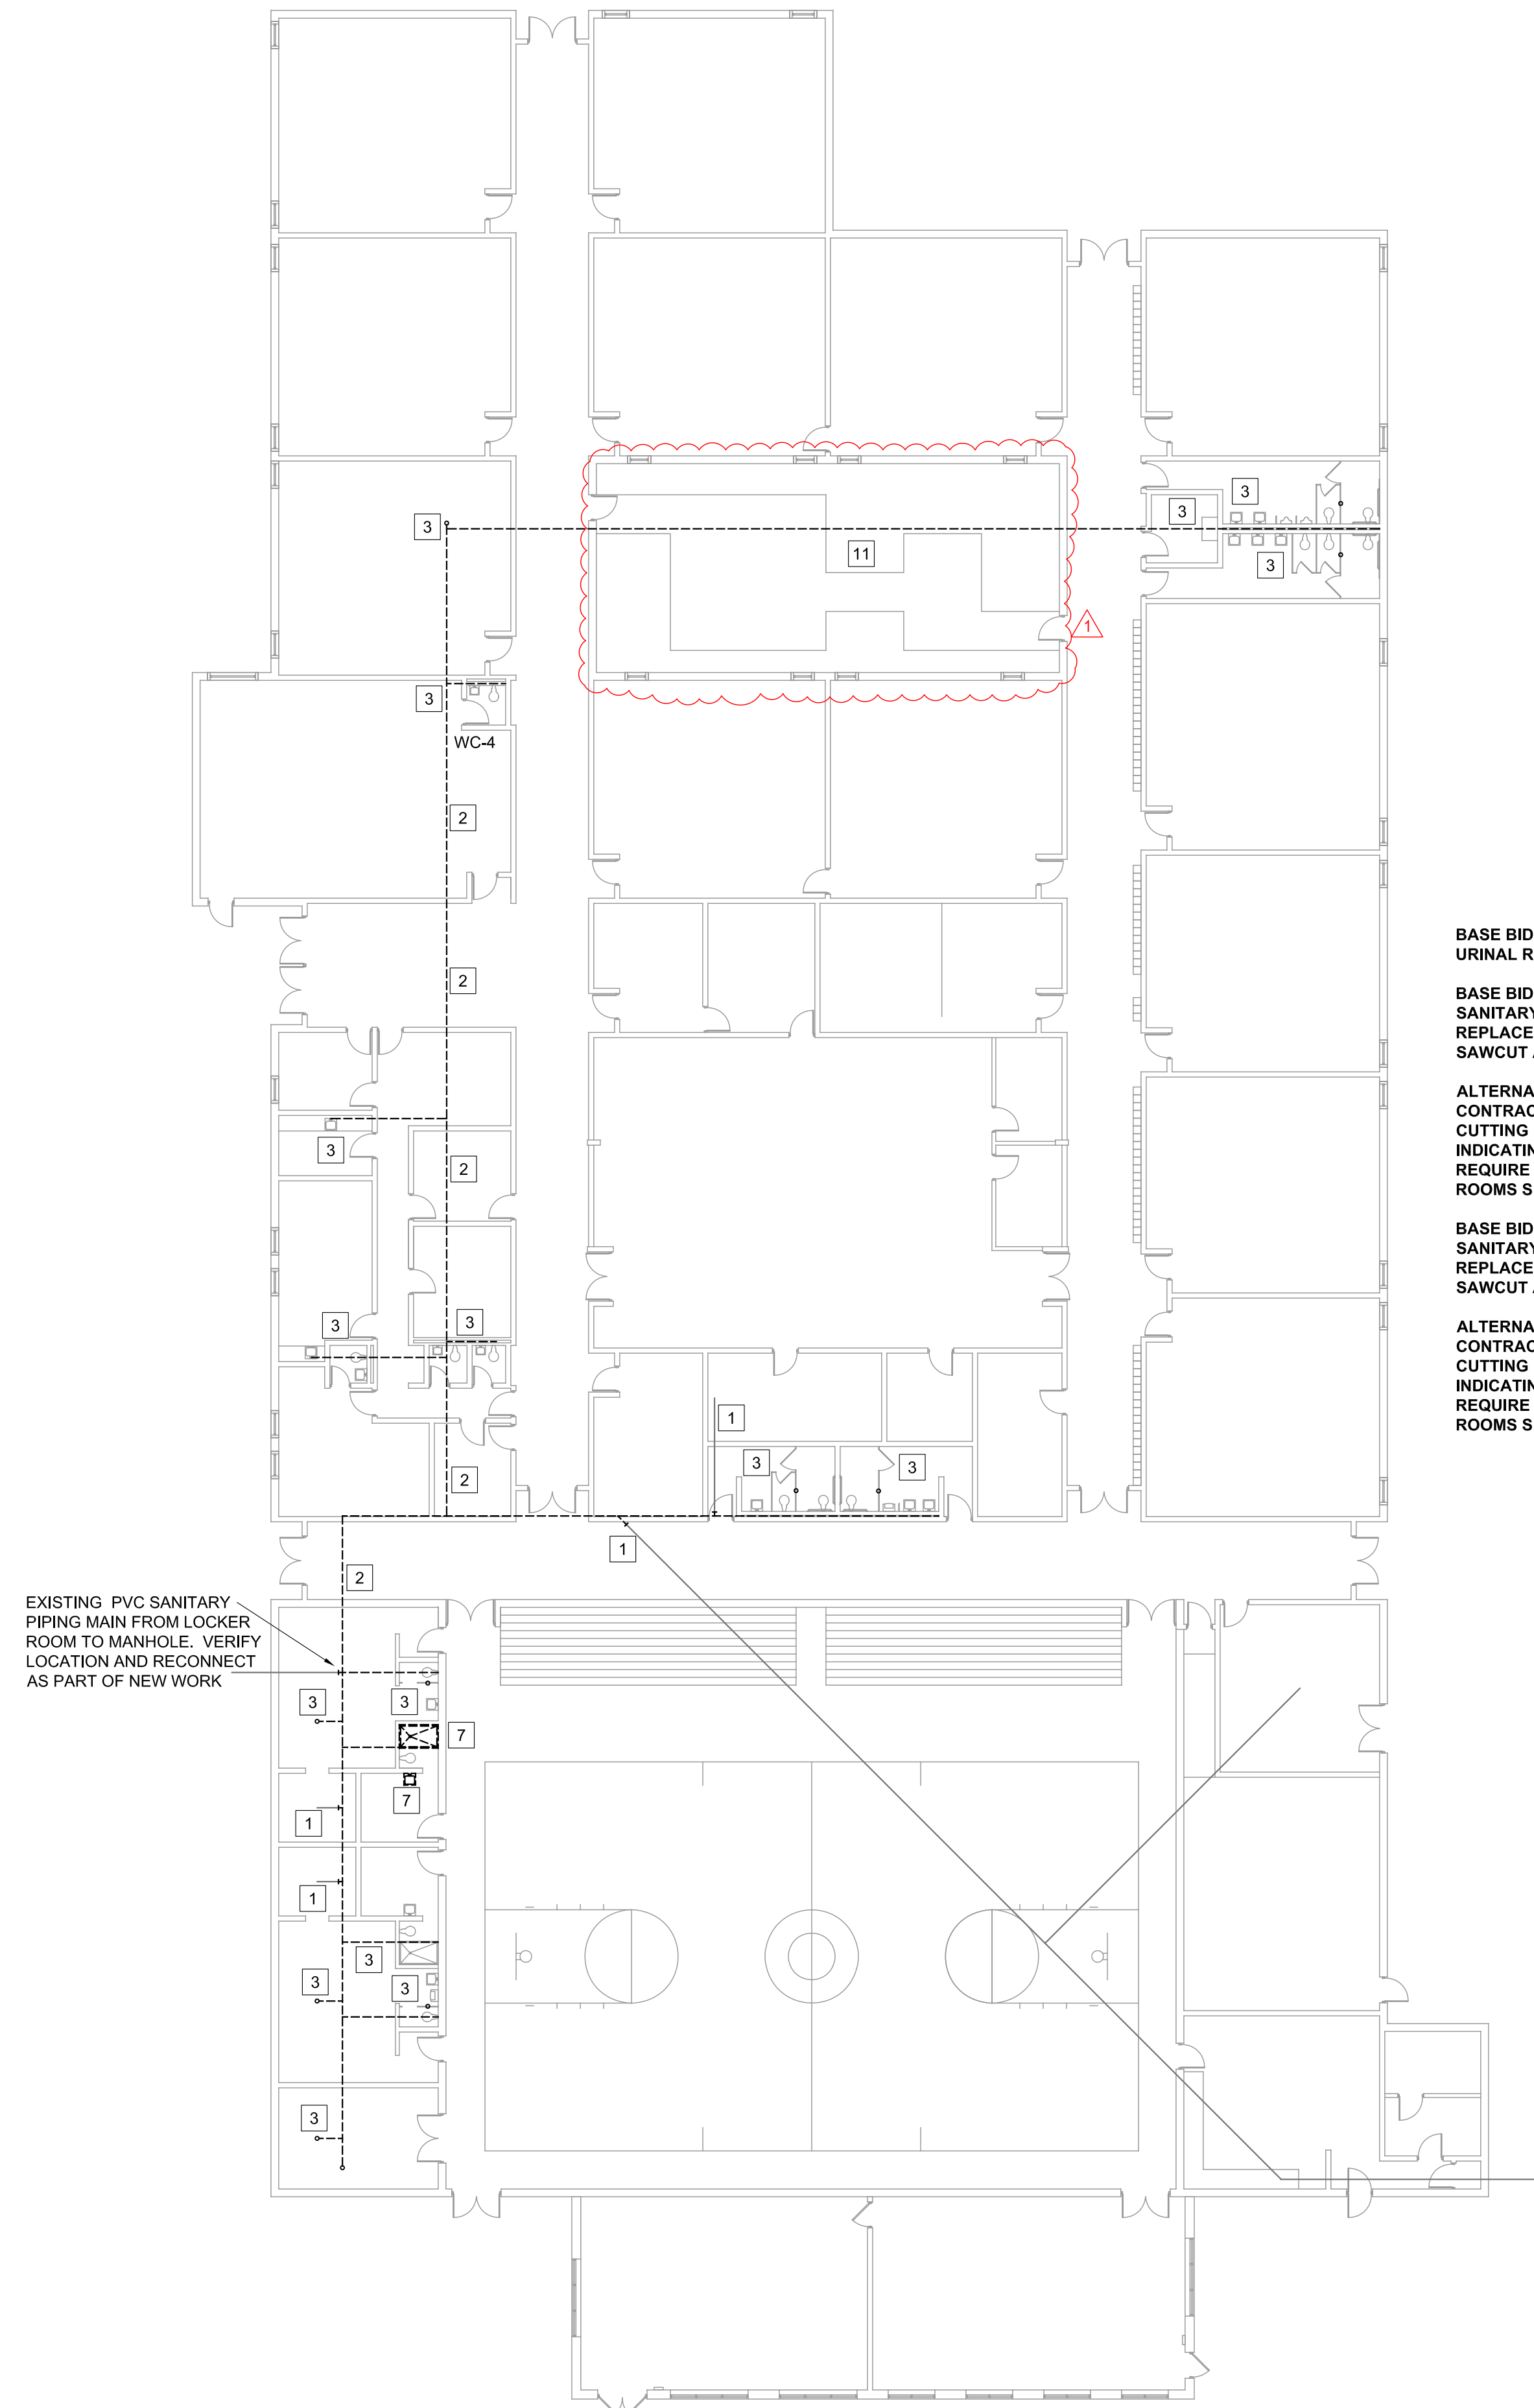 3
3
3
3
11
1
3
WC-4
2
BASE BID
URINAL R
2
BASE BID
SANITARY
REPLACE
SAWCUT
ALTERNA
CONTRAC
CUTTING
INDICATIN
REQUIRE
ROOMS S
3
2
BASE BID
SANITARY
REPLACE
SAWCUT
3
3
ALTERNA
CONTRAC
CUTTING
INDICATIN
REQUIRE
ROOMS S
1
3
3
2
1
2
EXISTING PVC SANITARY
PIPING MAIN FROM LOCKER
ROOM TO MANHOLE. VERIFY
LOCATION AND RECONNECT
AS PART OF NEW WORK
3
3
7
7
1
1
3
3
3
3